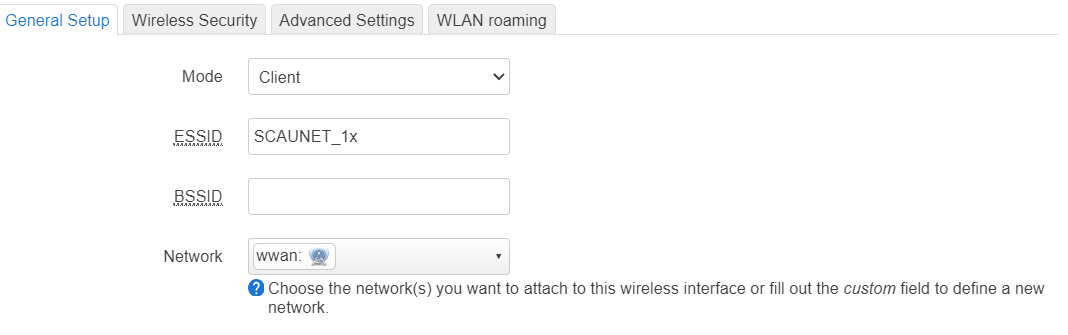 General Setup Wireless Security Advanced Settings WLAN roaming
Mode Client
ESSID SCAUNET_1x
BSSID
Network wwan:
? Choose the network(s) you want to attach to this wireless interface or fill out the custom field to define a new
network.